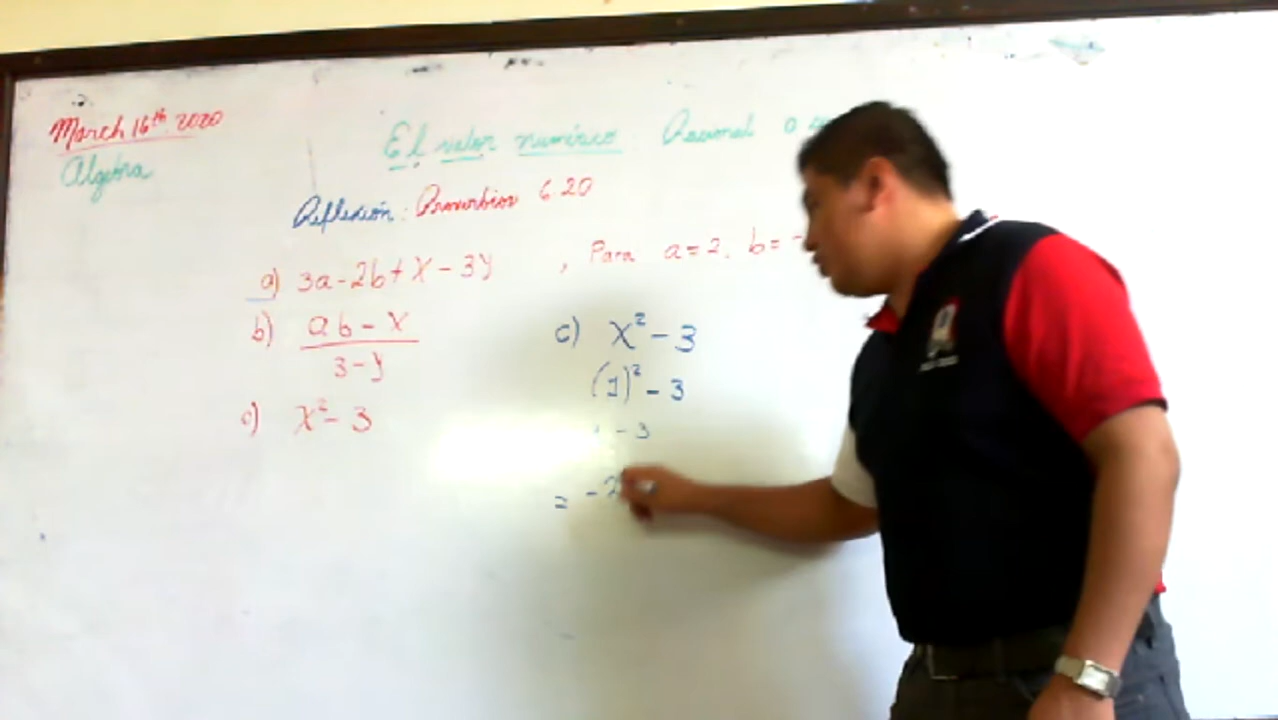 March 16th 2020
Algebra
El valor numérico: Racional o
Reflexión: Proverbios 6:20
a) 3a - 2b + x - 3y , Para a = 2, b = -
b) ab - x
3 - y
c) x² - 3
c) x² - 3
(1)² - 3
- 3
= - 2